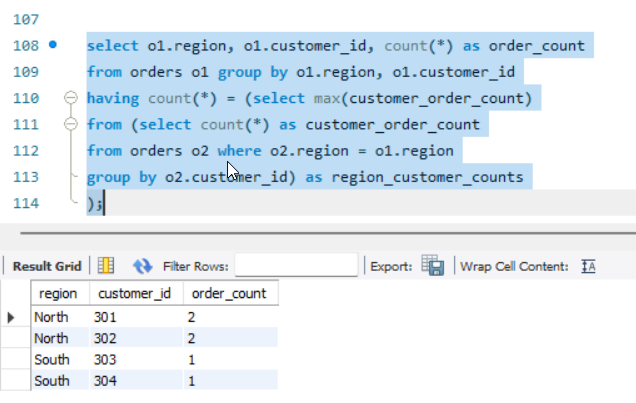 107
108 select o1.region, o1.customer_id, count(*) as order_count
109 from orders o1 group by o1.region, o1.customer_id
110 having count(*) = (select max(customer_order_count)
111 from (select count(*) as customer_order_count
112 from orders o2 where o2.region = o1.region
113 group by o2.customer_id) as region_customer_counts
114 );
Result Grid Filter Rows: Export: Wrap Cell Content: IA
region customer_id order_count
North 301 2
North 302 2
South 303 1
South 304 1